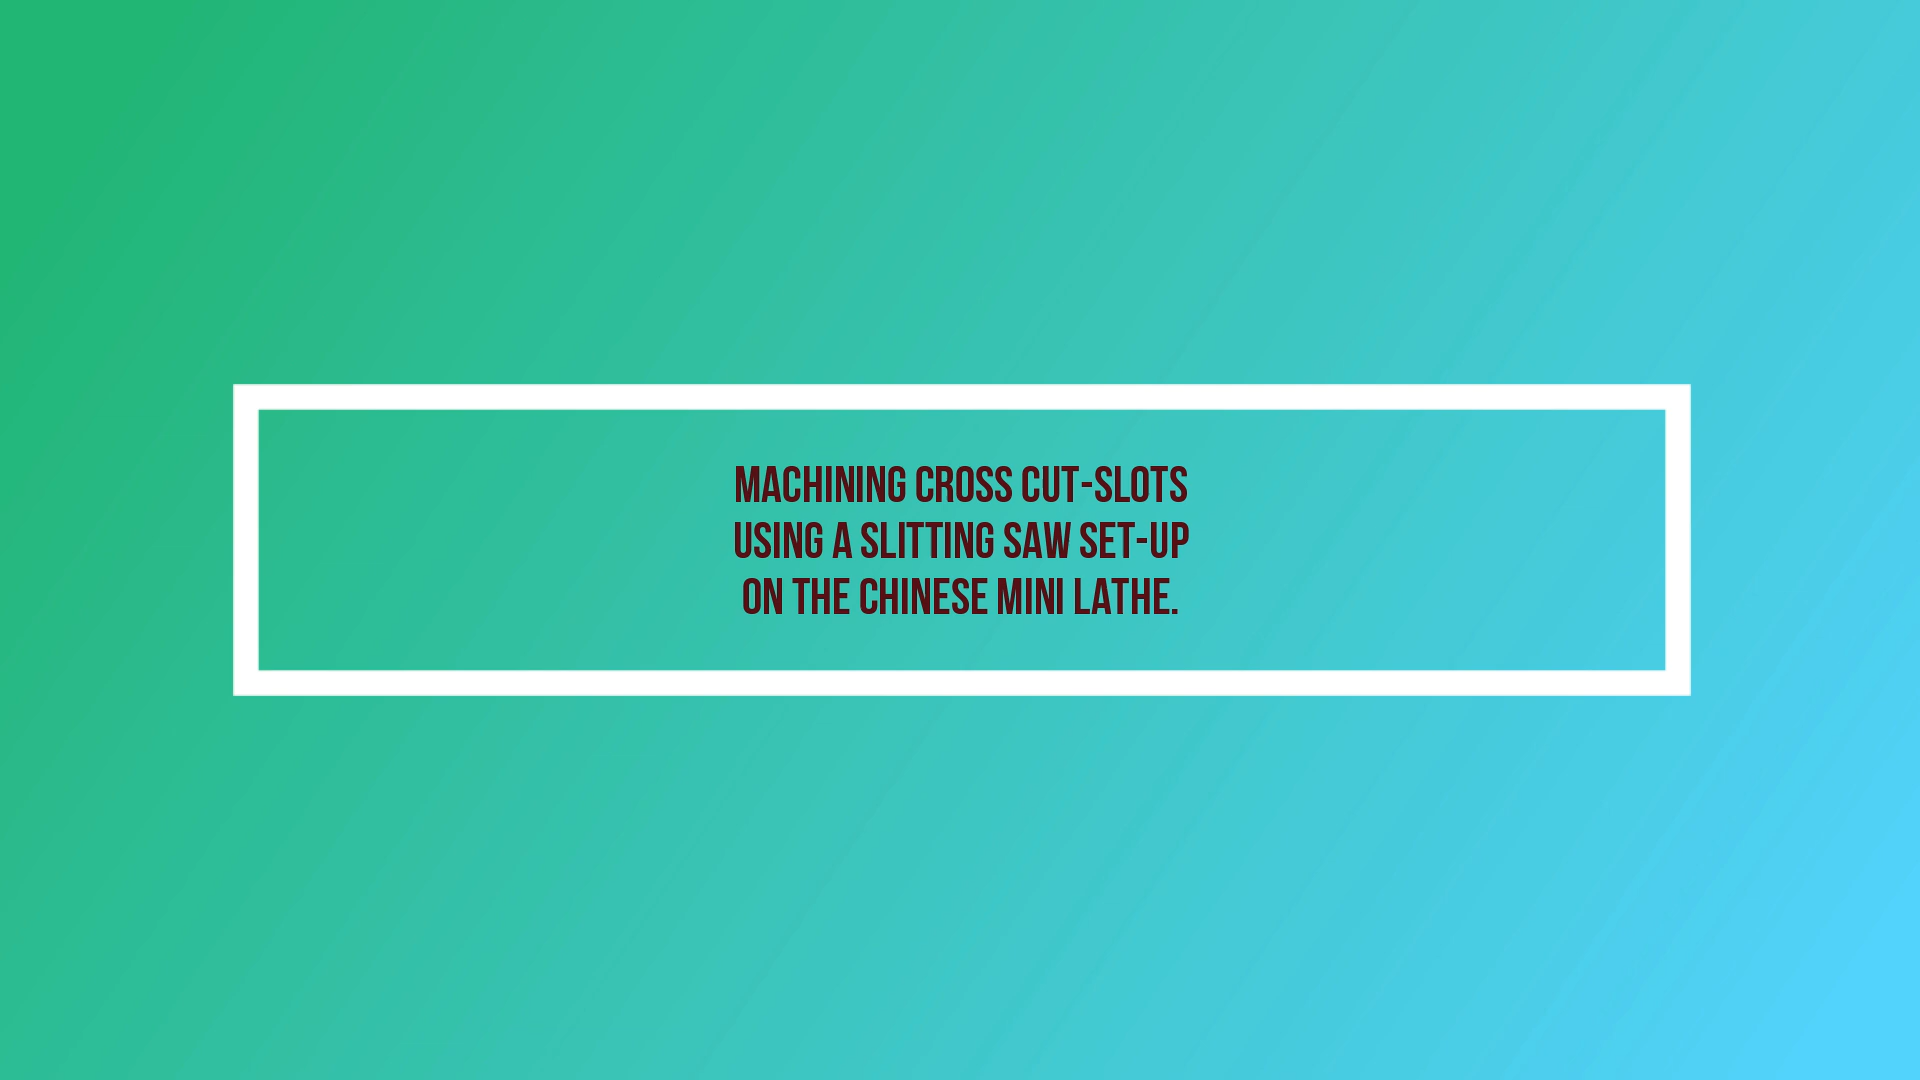 MACHINING CROSS CUT-SLOTS
USING A SLITTING SAW SET-UP
ON THE CHINESE MINI LATHE.